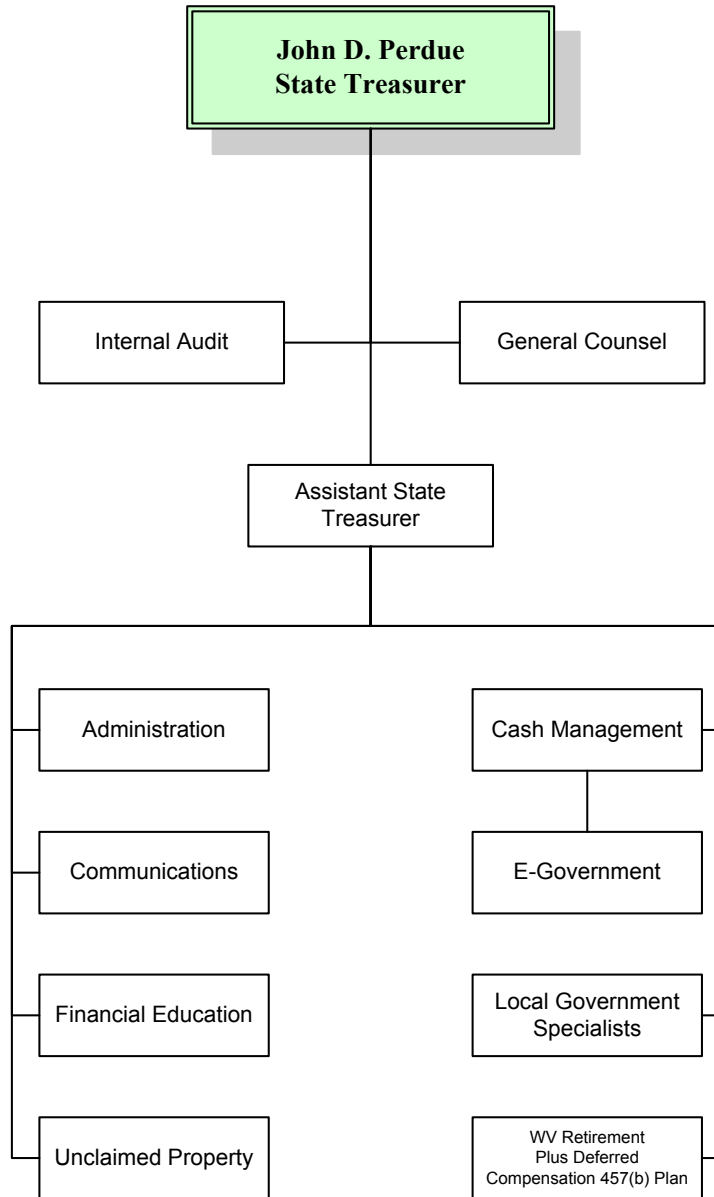 John D. Perdue
State Treasurer
Internal Audit
General Counsel
Assistant State
Treasurer
Administration
Cash Management
Communications
E-Government
Financial Education
Local Government
Specialists
Unclaimed Property
WV Retirement
Plus Deferred
Compensation 457(b) Plan